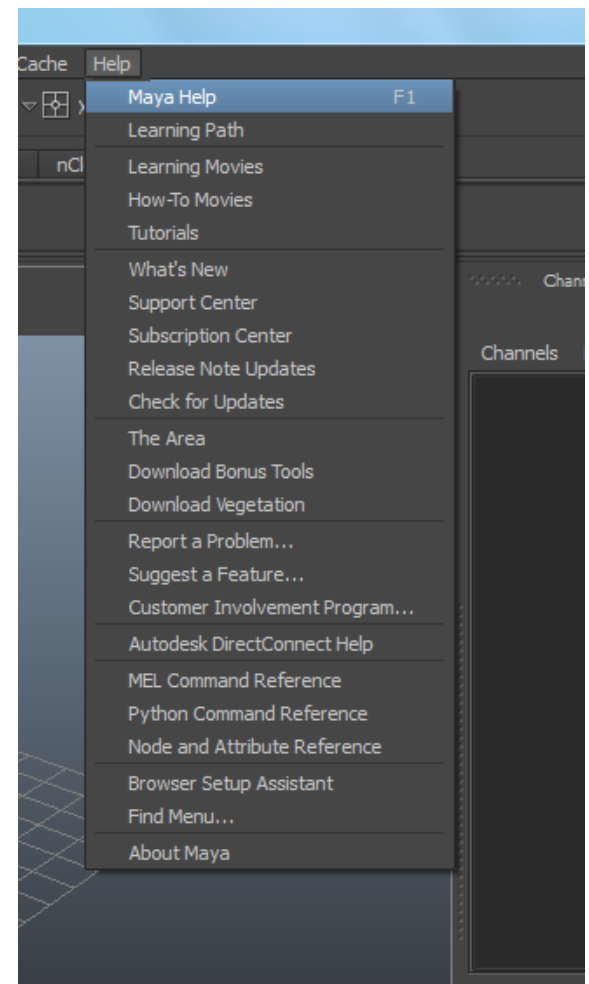 Cache Help
Maya Help F1
Learning Path
nCl
Learning Movies
How-To Movies
Tutorials
What's New
Support Center
Subscription Center
Release Note Updates
Check for Updates
The Area
Download Bonus Tools
Download Vegetation
Report a Problem...
Suggest a Feature...
Customer Involvement Program...
Autodesk DirectConnect Help
MEL Command Reference
Python Command Reference
Node and Attribute Reference
Browser Setup Assistant
Find Menu...
About Maya
Chann
Channels